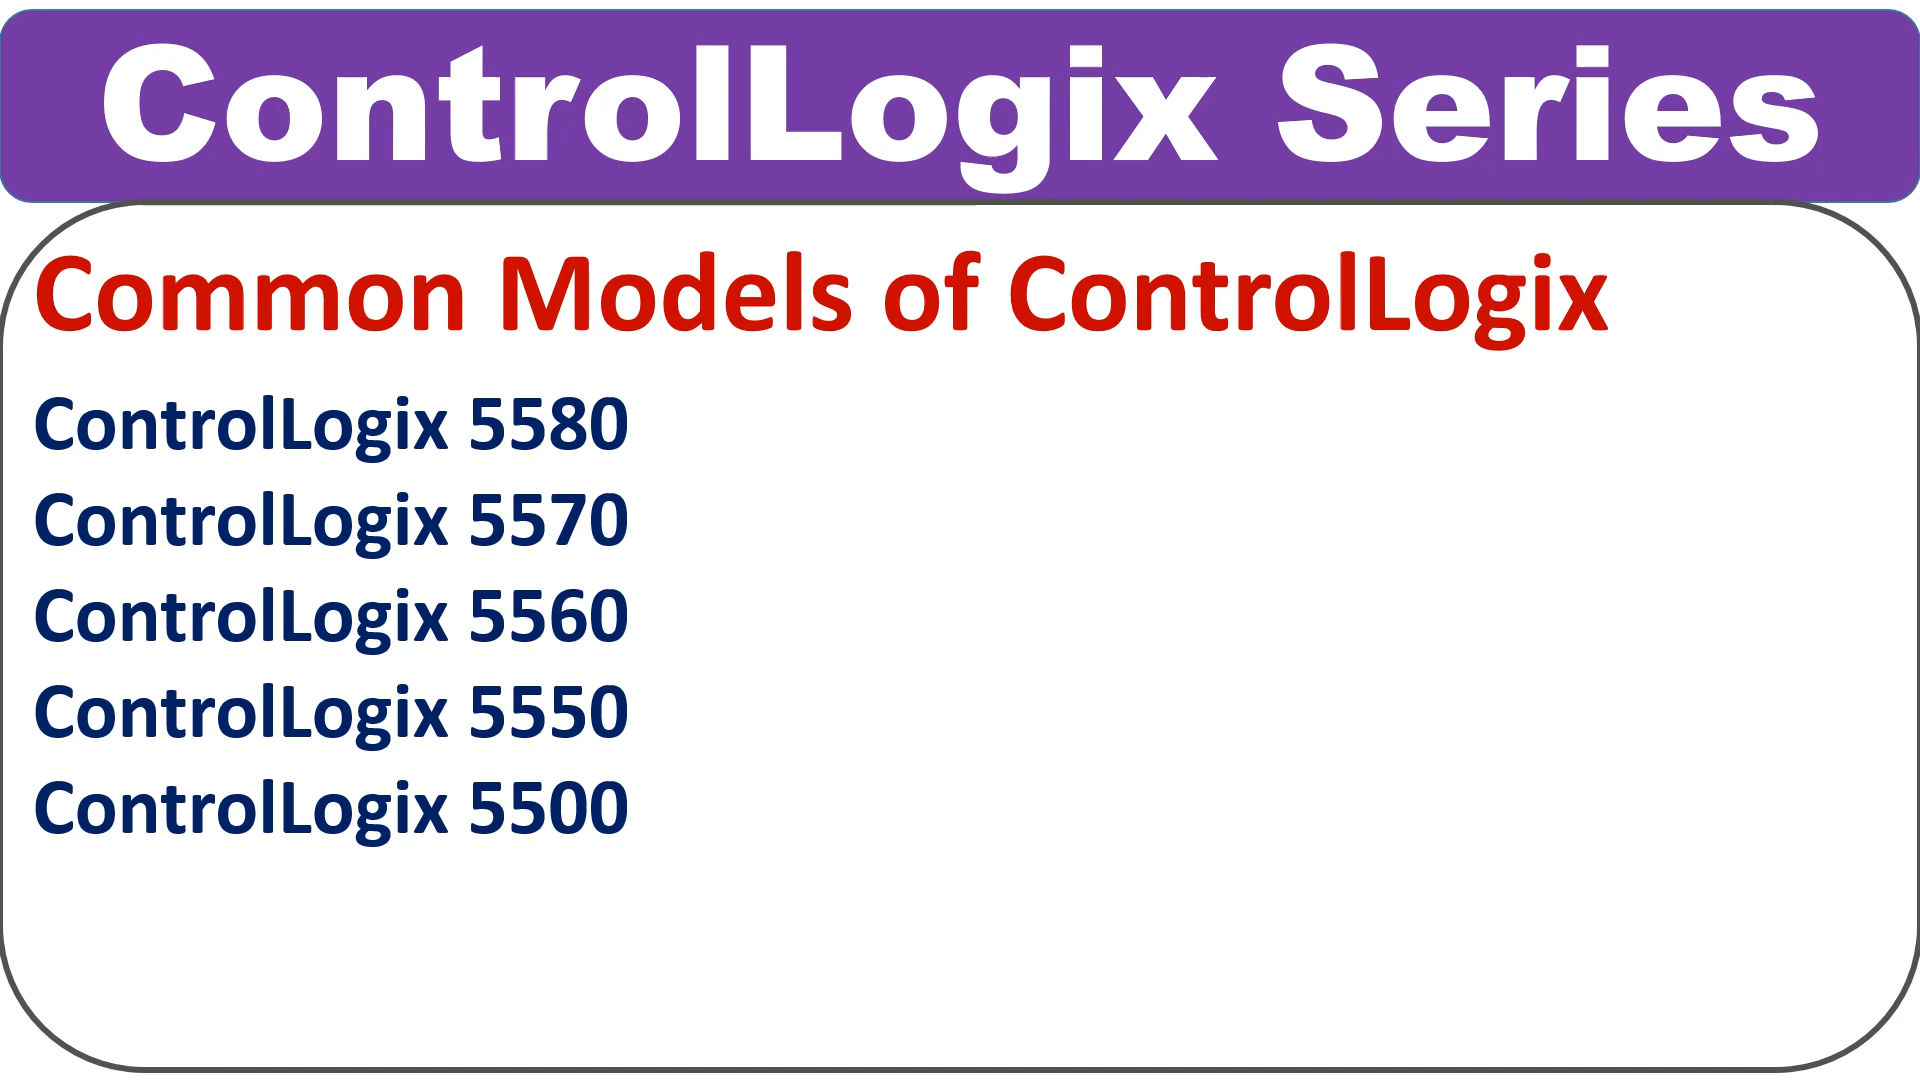 ControlLogix Series
Common Models of ControlLogix
ControlLogix 5580
ControlLogix 5570
ControlLogix 5560
ControlLogix 5550
ControlLogix 5500